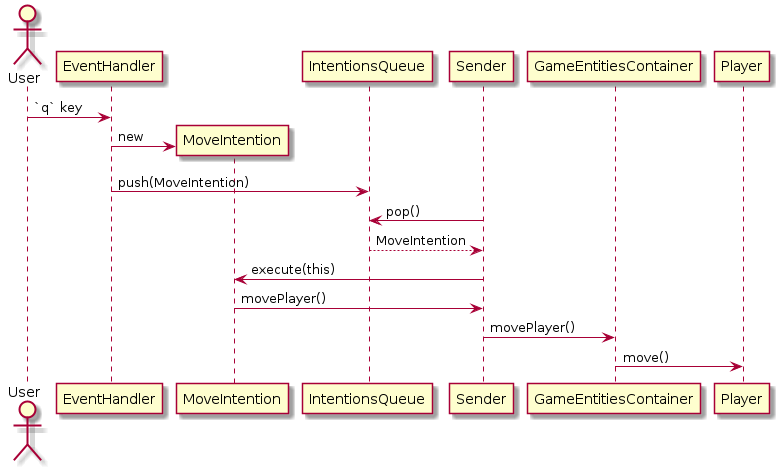 User
EventHandler
IntentionsQueue
Sender
GameEntitiesContainer
Player
`q` key
new
MoveIntention
push(MoveIntention)
pop()
MoveIntention
execute(this)
movePlayer()
movePlayer()
move()
User
EventHandler
MoveIntention
IntentionsQueue
Sender
GameEntitiesContainer
Player